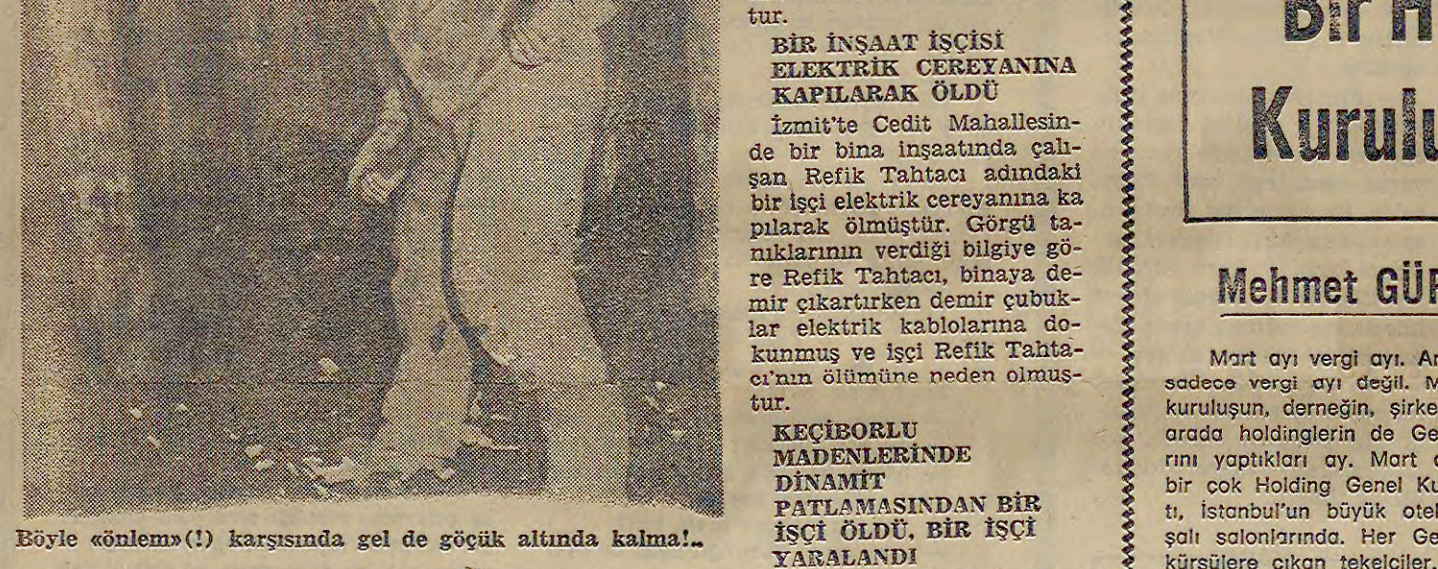 Böyle «önlem»(!) karşısında gel de göçük altında kalma!..
tur.
BİR İNŞAAT İŞÇİSİ
ELEKTRİK CEREYANINA
KAPILARAK ÖLDÜ
İzmit'te Cedit Mahallesin-
de bir bina inşaatında çalı-
şan Refik Tahtacı adındaki
bir işçi elektrik cereyanına ka
pılarak ölmüştür. Görgü ta-
nıklarının verdiği bilgiye gö-
re Refik Tahtacı, binaya de-
mir çıkartırken demir çubuk-
lar elektrik kablolarına do-
kunmuş ve işçi Refik Tahta-
cı'nın ölümüne neden olmuş-
tur.
KEÇİBORLU
MADENLERİNDE
DİNAMİT
PATLAMASINDAN BİR
İŞÇİ ÖLDÜ, BİR İŞÇİ
YARALANDI
Bir
Mehmet
Mart ayı vergi ayı.
sadece vergi ayı değil.
kuruluşun, derneğin,
arada holdinglerin de
rını yaptıkları ay. Mart
bir çok Holding Genel
tı, İstanbul'un büyük
şalı salonlarında. Her
kürsülere çıkan tekelciler,